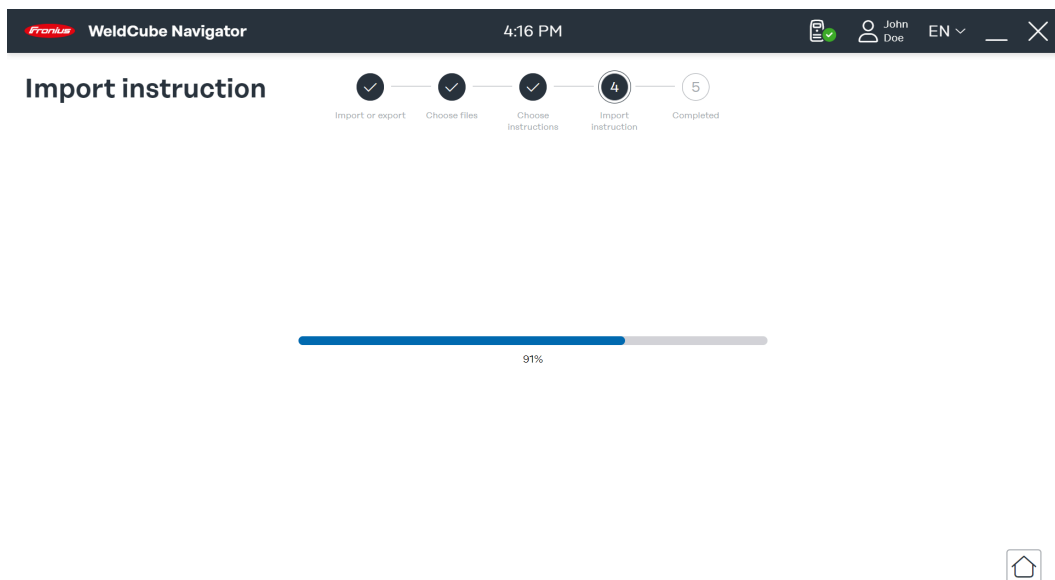 Fronius WeldCube Navigator 4:16 PM John Doe EN
Import instruction
4 5
Import or export Choose files Choose instructions Import instruction Completed
91%